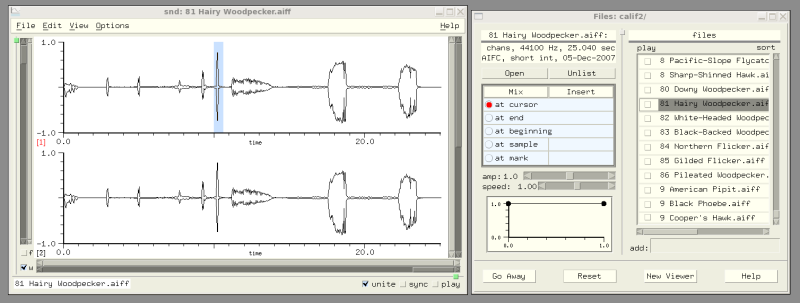 snd: 81 Hairy Woodpecker.aiff
File Edit View Options Help
1.0
-1.0
[1] 0.0 time 20.0
1.0
-1.0
f [2] 0.0 time 20.0
w
81 Hairy Woodpecker.aiff unite sync play
Files: calif2/
81 Hairy Woodpecker.aiff:
chans, 44100 Hz, 25.040 sec
AIFC, short int, 05-Dec-2007
Open Unlist
Mix Insert
at cursor
at end
at beginning
at sample
at mark
amp: 1.0
speed: 1.00
1.0
0.0
0.0 1.0
files
play sort
8 Pacific-Slope Flycatc
8 Sharp-Shinned Hawk.ai
80 Downy Woodpecker.aif
81 Hairy Woodpecker.aif
82 White-Headed Woodpec
83 Black-Backed Woodpec
84 Northern Flicker.aif
85 Gilded Flicker.aiff
86 Pileated Woodpecker.
9 American Pipit.aiff
9 Black Phoebe.aiff
9 Cooper's Hawk.aiff
add:
Go Away Reset New Viewer Help